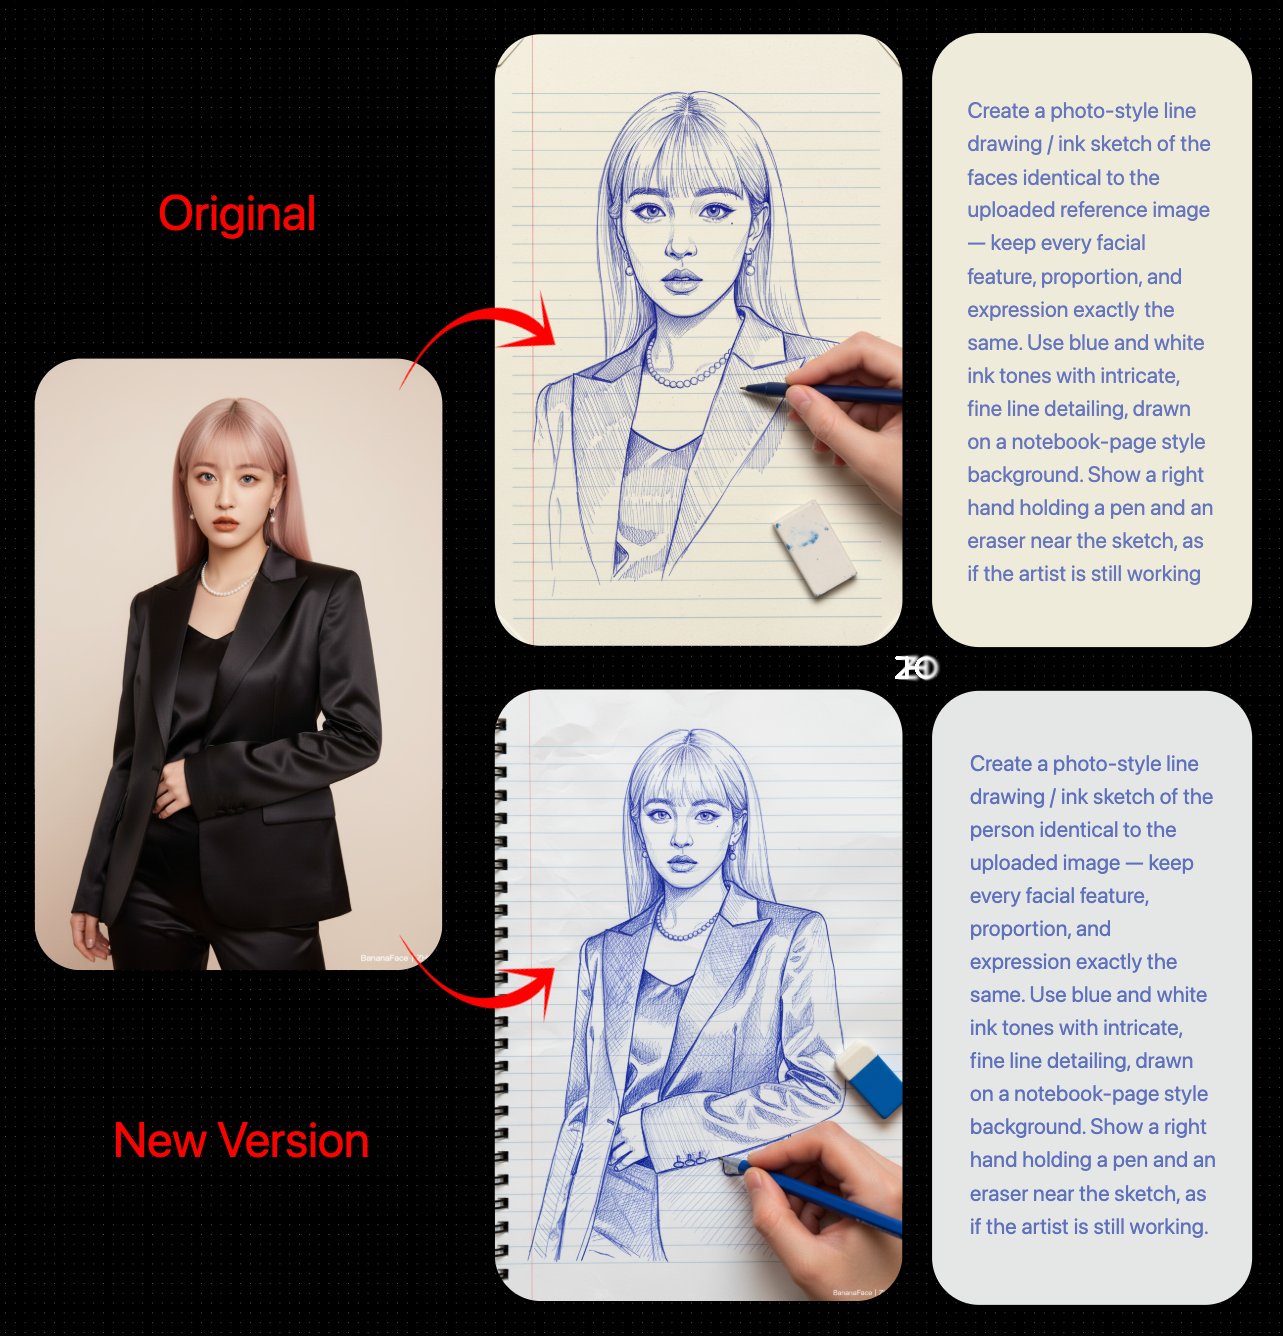 Original
Create a photo-style line
drawing / ink sketch of the
faces identical to the
uploaded reference image
— keep every facial
feature, proportion, and
expression exactly the
same. Use blue and white
ink tones with intricate,
fine line detailing, drawn
on a notebook-page style
background. Show a right
hand holding a pen and an
eraser near the sketch, as
if the artist is still working
BananaFace |
New Version
Create a photo-style line
drawing / ink sketch of the
person identical to the
uploaded image — keep
every facial feature,
proportion, and
expression exactly the
same. Use blue and white
ink tones with intricate,
fine line detailing, drawn
on a notebook-page style
background. Show a right
hand holding a pen and an
eraser near the sketch, as
if the artist is still working.
BananaFace |